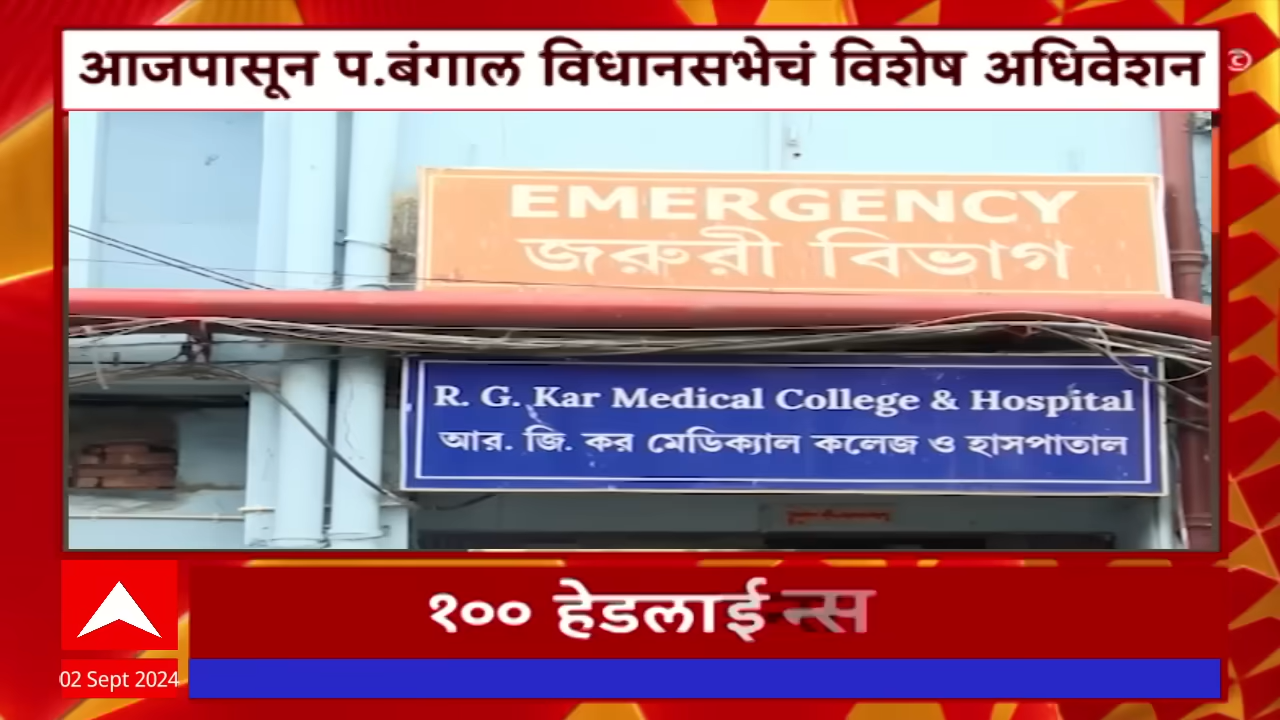 आजपासून प.बंगाल विधानसभेचं विशेष अधिवेशन
©
EMERGENCY
জরুরী বিভাগ
R. G. Kar Medical College & Hospital
আর. জি. কর মেডিক্যাল কলেজ ও হাসপাতাল
१०० हेडलाईन्स
02 Sept 2024